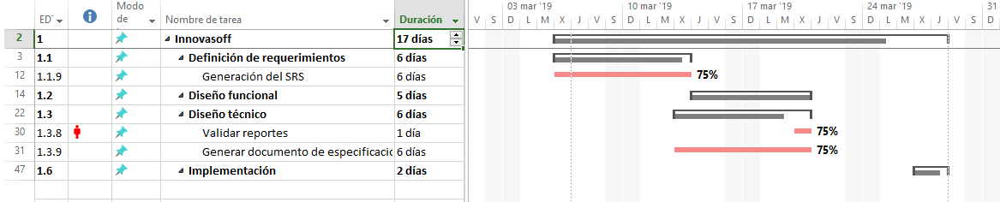 EDT Modo de Nombre de tarea Duración
03 mar '19 10 mar '19 17 mar '19 24 mar '19 31
V S D L M X J V S D L M X J V S D L M X J V S D L M X J V S D
2 1 Innovasoff 17 días
3 1.1 Definición de requerimientos 6 días
12 1.1.9 Generación del SRS 6 días 75%
14 1.2 Diseño funcional 5 días
22 1.3 Diseño técnico 6 días
30 1.3.8 Validar reportes 1 día 75%
31 1.3.9 Generar documento de especificació 6 días 75%
47 1.6 Implementación 2 días